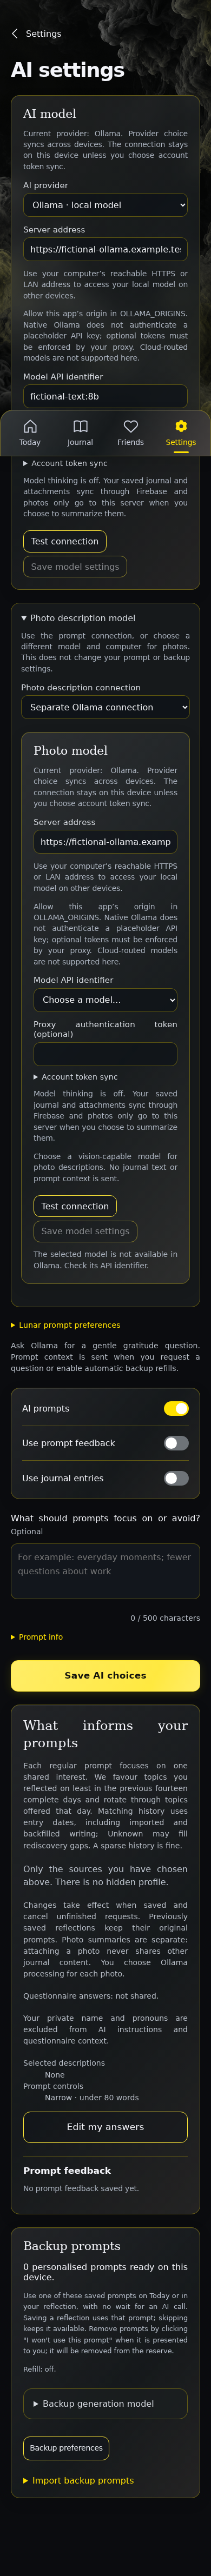 Settings
AI settings
AI model
Current provider: Ollama. Provider choice
syncs across devices. The connection stays
on this device unless you choose account
token sync.
AI provider
Ollama · local model
Server address
https://fictional-ollama.example.te
Use your computer's reachable HTTPS or
LAN address to access your local model on
other devices.
Allow this app's origin in OLLAMA_ORIGINS.
Native Ollama does not authenticate a
placeholder API key; optional tokens must
be enforced by your proxy. Cloud-routed
models are not supported here.
Model API identifier
fictional-text:8b
Today
Journal
Friends
Settings
Account token sync
Model thinking is off. Your saved journal and
attachments sync through Firebase and
photos only go to this server when you
choose to summarize them.
Test connection
Save model settings
Photo description model
Use the prompt connection, or choose a
different model and computer for photos.
This does not change your prompt or backup
settings.
Photo description connection
Separate Ollama connection
Photo model
Current provider: Ollama. Provider
choice syncs across devices. The
connection stays on this device unless
you choose account token sync.
Server address
https://fictional-ollama.examp
Use your computer's reachable HTTPS
or LAN address to access your local
model on other devices.
Allow this app's origin in
OLLAMA_ORIGINS. Native Ollama does
not authenticate a placeholder API
key; optional tokens must be enforced
by your proxy. Cloud-routed models
are not supported here.
Model API identifier
Choose a model…
Proxy authentication token
(optional)
Account token sync
Model thinking is off. Your saved
journal and attachments sync through
Firebase and photos only go to this
server when you choose to summarize
them.
Choose a vision-capable model for
photo descriptions. No journal text or
prompt context is sent.
Test connection
Save model settings
The selected model is not available in
Ollama. Check its API identifier.
Lunar prompt preferences
Ask Ollama for a gentle gratitude question.
Prompt context is sent when you request a
question or enable automatic backup refills.
AI prompts
Use prompt feedback
Use journal entries
What should prompts focus on or avoid?
Optional
For example: everyday moments; fewer
questions about work
0 / 500 characters
Prompt info
Save AI choices
What informs your
prompts
Each regular prompt focuses on one
shared interest. We favour topics you
reflected on least in the previous fourteen
complete days and rotate through topics
offered that day. Matching history uses
entry dates, including imported and
backfilled writing; Unknown may fill
rediscovery gaps. A sparse history is fine.
Only the sources you have chosen
above. There is no hidden profile.
Changes take effect when saved and
cancel unfinished requests. Previously
saved reflections keep their original
prompts. Photo summaries are separate:
attaching a photo never shares other
journal content. You choose Ollama
processing for each photo.
Questionnaire answers: not shared.
Your private name and pronouns are
excluded from AI instructions and
questionnaire context.
Selected descriptions
None
Prompt controls
Narrow · under 80 words
Edit my answers
Prompt feedback
No prompt feedback saved yet.
Backup prompts
0 personalised prompts ready on this
device.
Use one of these saved prompts on Today or in
your reflection, with no wait for an AI call.
Saving a reflection uses that prompt; skipping
keeps it available. Remove prompts by clicking
"I won't use this prompt" when it is presented
to you; it will be removed from the reserve.
Refill: off.
Backup generation model
Backup preferences
Import backup prompts